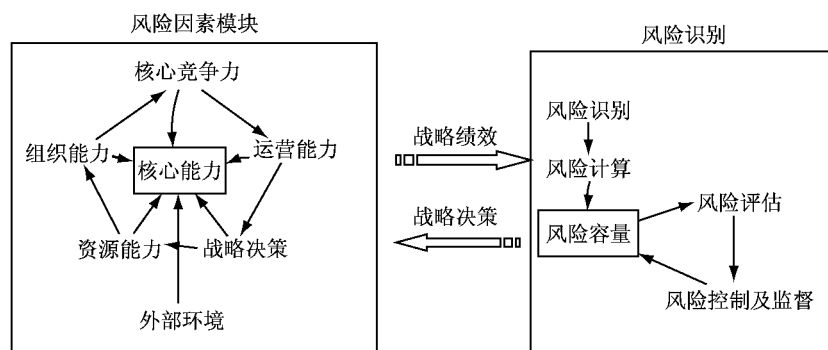 风险因素模块
核心竞争力
组织能力
核心能力
运营能力
资源能力
战略决策
外部环境
战略绩效
战略决策
风险识别
风险识别
风险计算
风险容量
风险评估
风险控制及监督